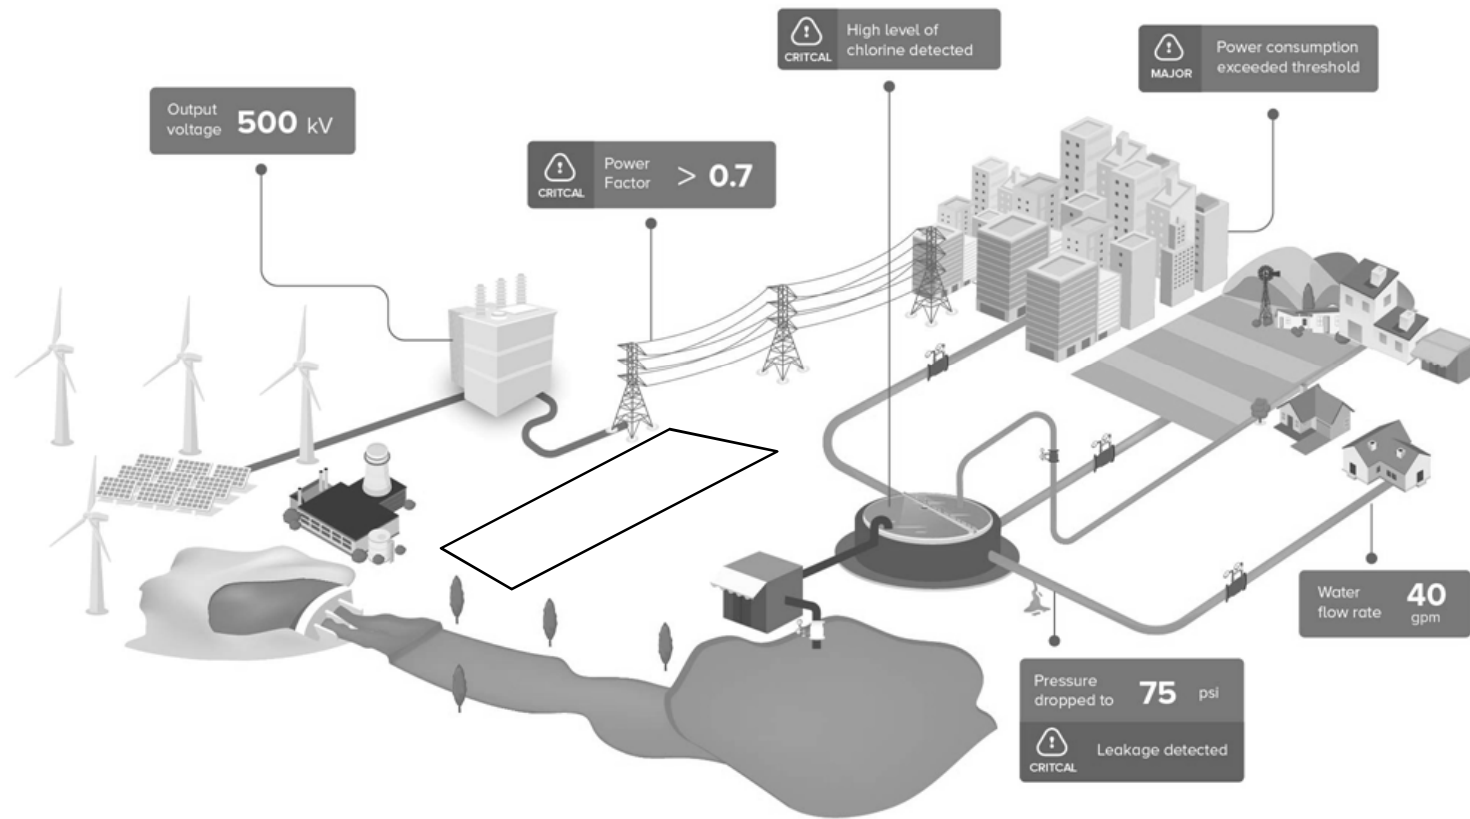 High level of
chlorine detected
CRITCAL
Power consumption
exceeded threshold
MAJOR
Output
voltage 500 kV
Power
Factor > 0.7
CRITCAL
Water
flow rate 40
gpm
Pressure
dropped to 75 psi
Leakage detected
CRITCAL